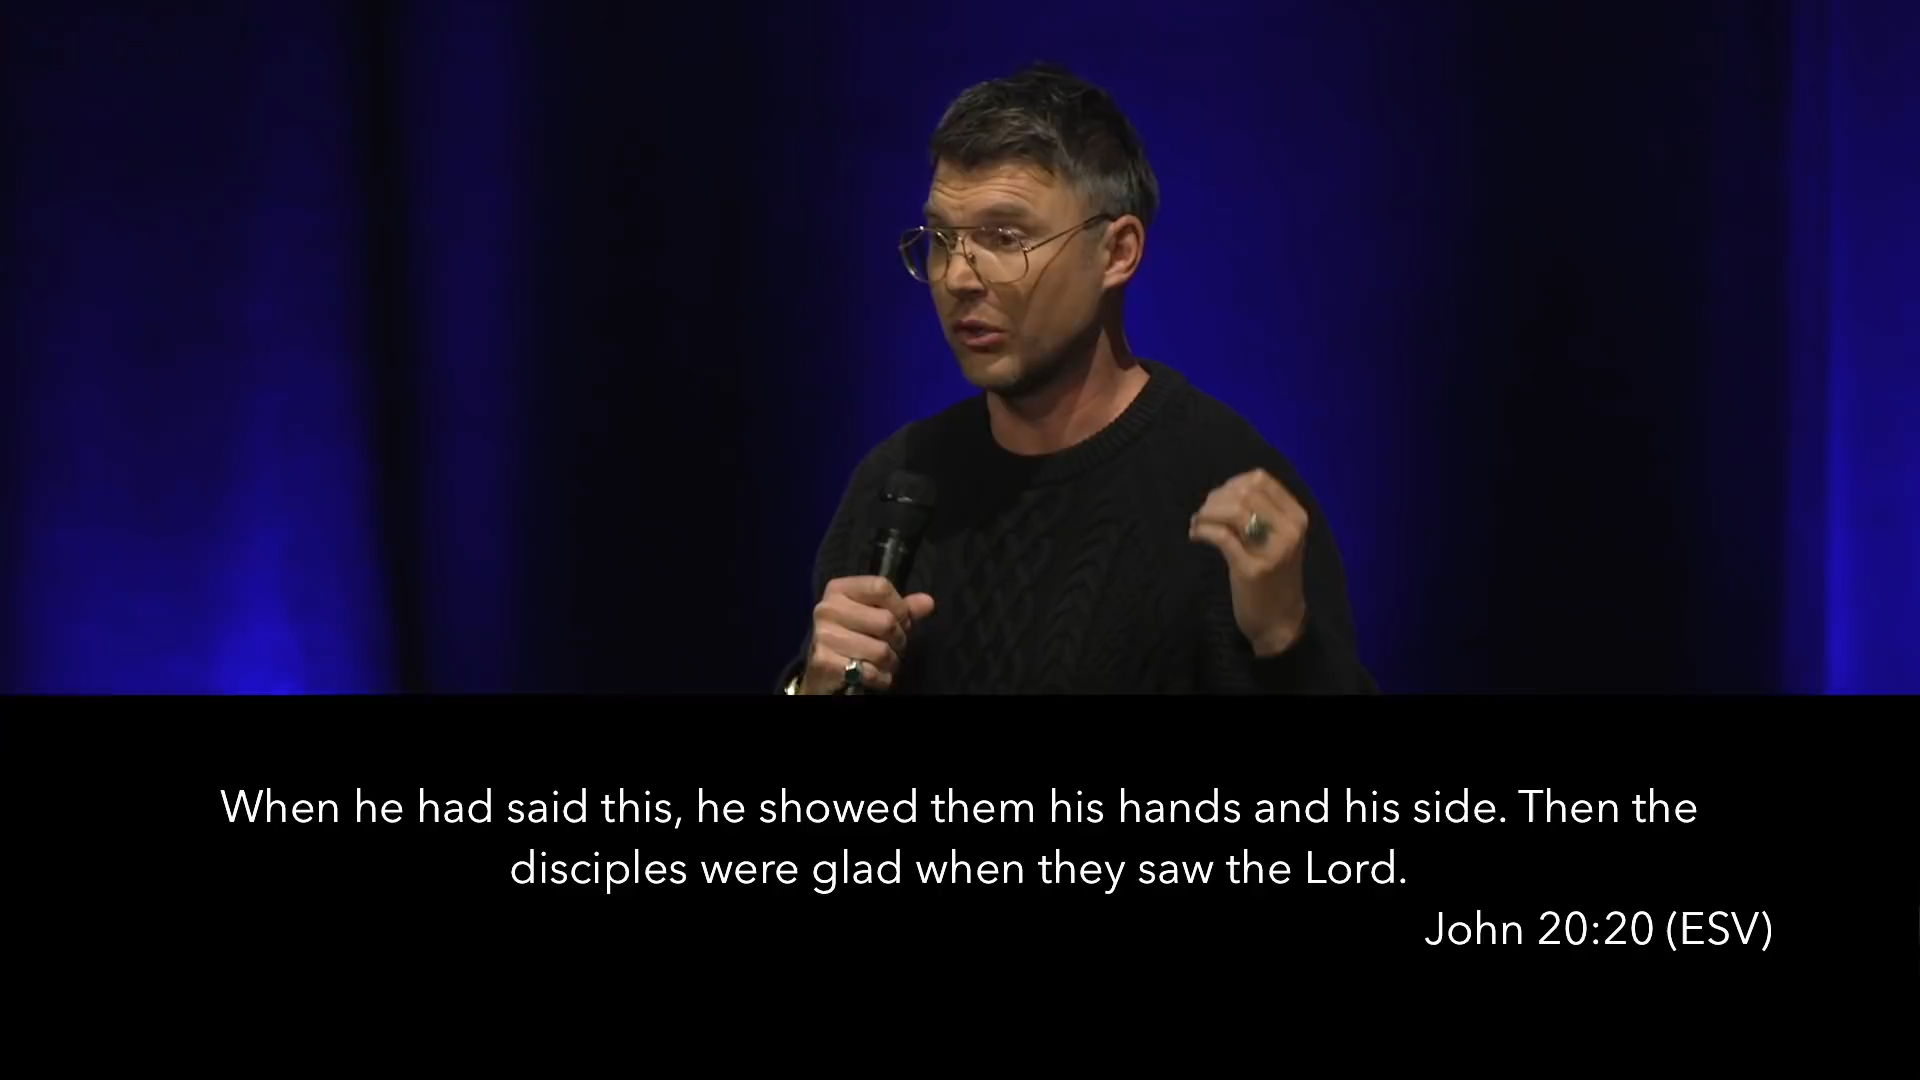 When he had said this, he showed them his hands and his side. Then the
disciples were glad when they saw the Lord.
John 20:20 (ESV)